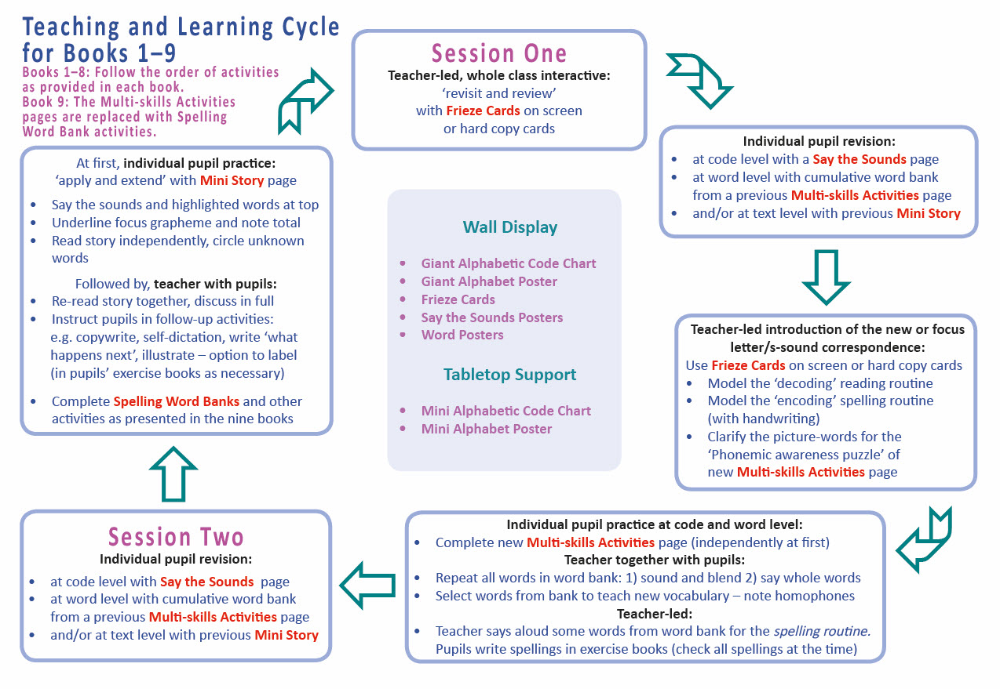 Teaching and Learning Cycle
for Books 1–9
Books 1–8: Follow the order of activities
as provided in each book.
Book 9: The Multi-skills Activities
pages are replaced with Spelling
Word Bank activities.
Session One
Teacher-led, whole class interactive:
‘revisit and review’
with Frieze Cards on screen
or hard copy cards
Individual pupil revision:
• at code level with a Say the Sounds page
• at word level with cumulative word bank
from a previous Multi-skills Activities page
• and/or at text level with previous Mini Story
Teacher-led introduction of the new or focus
letter/s-sound correspondence:
Use Frieze Cards on screen or hard copy cards
• Model the ‘decoding’ reading routine
• Model the ‘encoding’ spelling routine
(with handwriting)
• Clarify the picture-words for the
‘Phonemic awareness puzzle’ of
new Multi-skills Activities page
Individual pupil practice at code and word level:
• Complete new Multi-skills Activities page (independently at first)
Teacher together with pupils:
• Repeat all words in word bank: 1) sound and blend 2) say whole words
• Select words from bank to teach new vocabulary – note homophones
Teacher-led:
• Teacher says aloud some words from word bank for the spelling routine.
Pupils write spellings in exercise books (check all spellings at the time)
Session Two
Individual pupil revision:
• at code level with Say the Sounds page
• at word level with cumulative word bank
from a previous Multi-skills Activities page
• and/or at text level with previous Mini Story
At first, individual pupil practice:
‘apply and extend’ with Mini Story page
• Say the sounds and highlighted words at top
• Underline focus grapheme and note total
• Read story independently, circle unknown
words
Followed by, teacher with pupils:
• Re-read story together, discuss in full
• Instruct pupils in follow-up activities:
e.g. copywrite, self-dictation, write ‘what
happens next’, illustrate – option to label
(in pupils’ exercise books as necessary)
• Complete Spelling Word Banks and other
activities as presented in the nine books
Wall Display
• Giant Alphabetic Code Chart
• Giant Alphabet Poster
• Frieze Cards
• Say the Sounds Posters
• Word Posters
Tabletop Support
• Mini Alphabetic Code Chart
• Mini Alphabet Poster